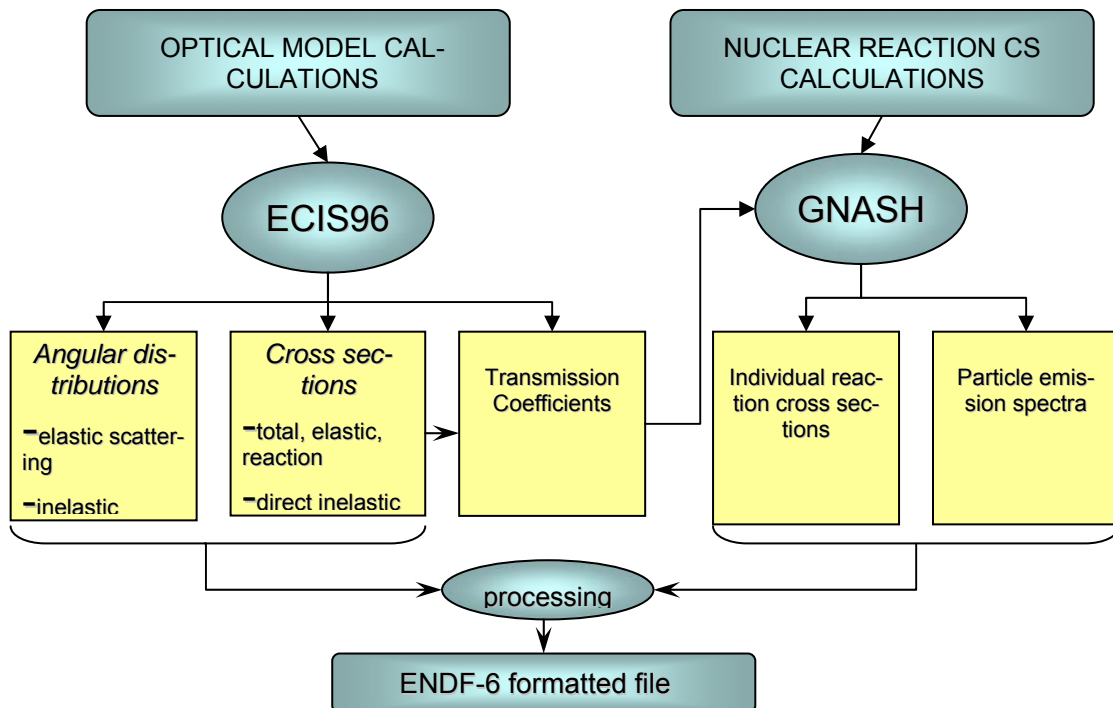 OPTICAL MODEL CAL-
CULATIONS
NUCLEAR REACTION CS
CALCULATIONS
ECIS96
GNASH
Angular dis-
tributions
-elastic scatter-
ing
-inelastic
Cross sec-
tions
-total, elastic,
reaction
-direct inelastic
Transmission
Coefficients
Individual reac-
tion cross sec-
tions
Particle emis-
sion spectra
processing
ENDF-6 formatted file